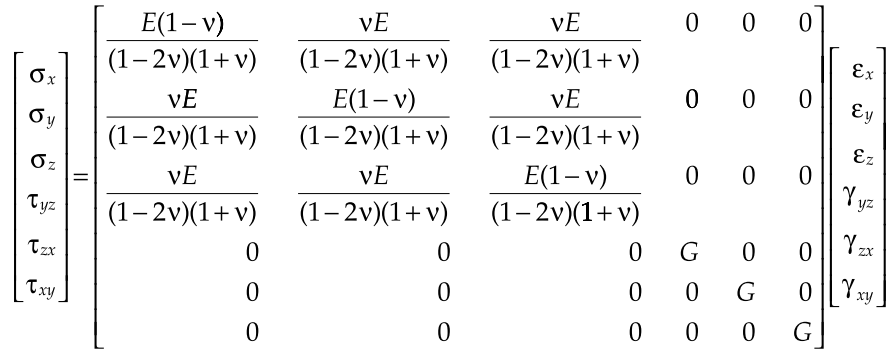 [σx σy σz τyz τzx τxy] =
E(1−ν)/(1−2ν)(1+ν) νE/(1−2ν)(1+ν) νE/(1−2ν)(1+ν) 0 0 0
νE/(1−2ν)(1+ν) E(1−ν)/(1−2ν)(1+ν) νE/(1−2ν)(1+ν) 0 0 0
νE/(1−2ν)(1+ν) νE/(1−2ν)(1+ν) E(1−ν)/(1−2ν)(1+ν) 0 0 0
0 0 0 G 0 0
0 0 0 0 G 0
0 0 0 0 0 G
[εx εy εz γyz γzx γxy]